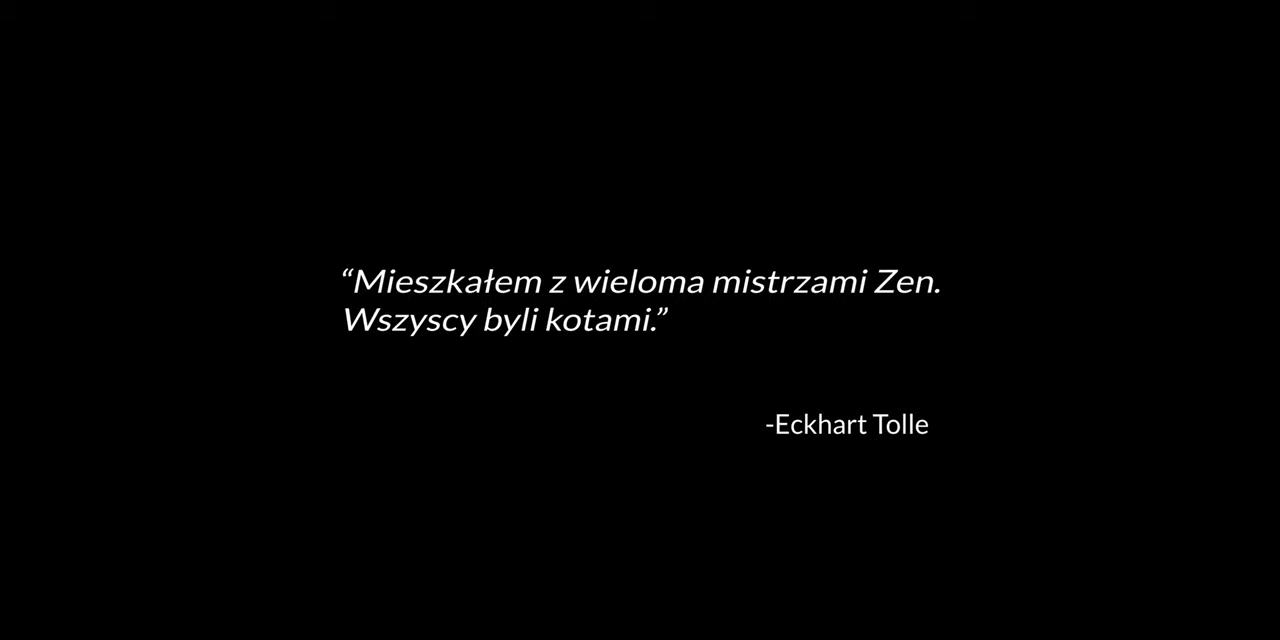 “Mieszkałem z wieloma mistrzami Zen.
Wszyscy byli kotami.”
-Eckhart Tolle